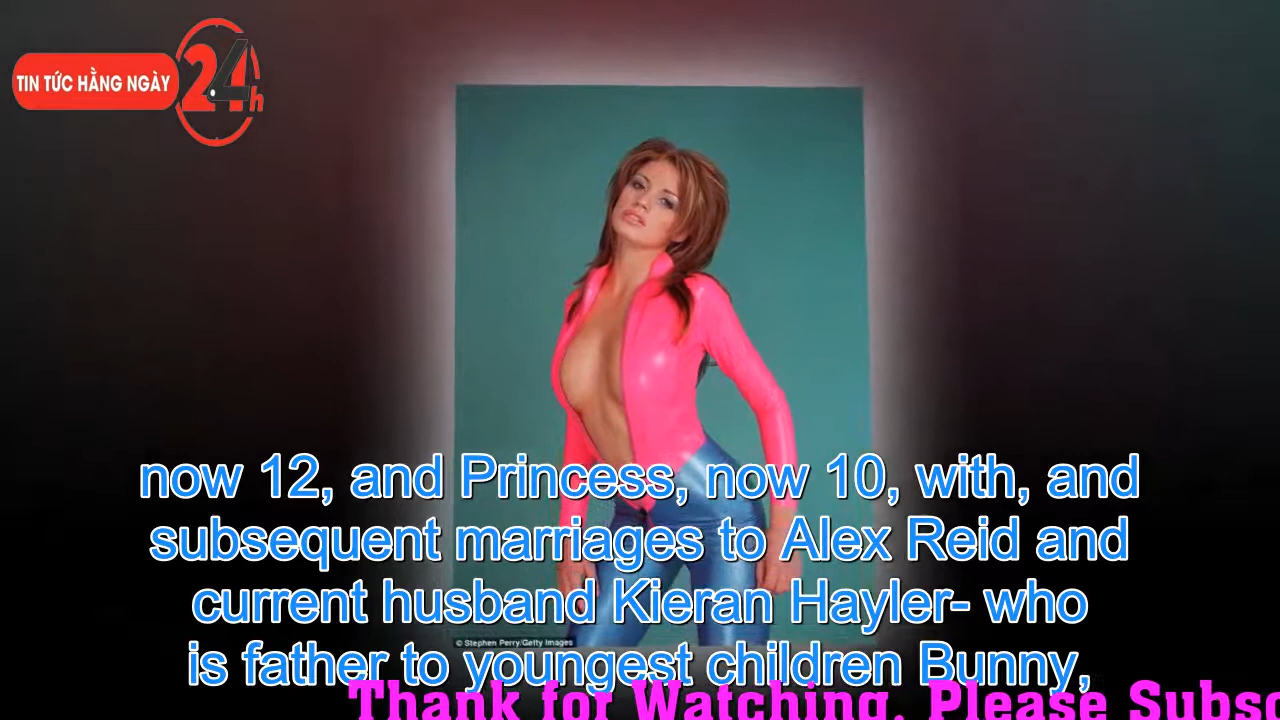 TIN TỨC HẰNG NGÀY
24h
© Stephen Perry/Getty Images
now 12, and Princess, now 10, with, and
subsequent marriages to Alex Reid and
current husband Kieran Hayler- who
is father to youngest children Bunny,
Thank for Watching. Please Subsc